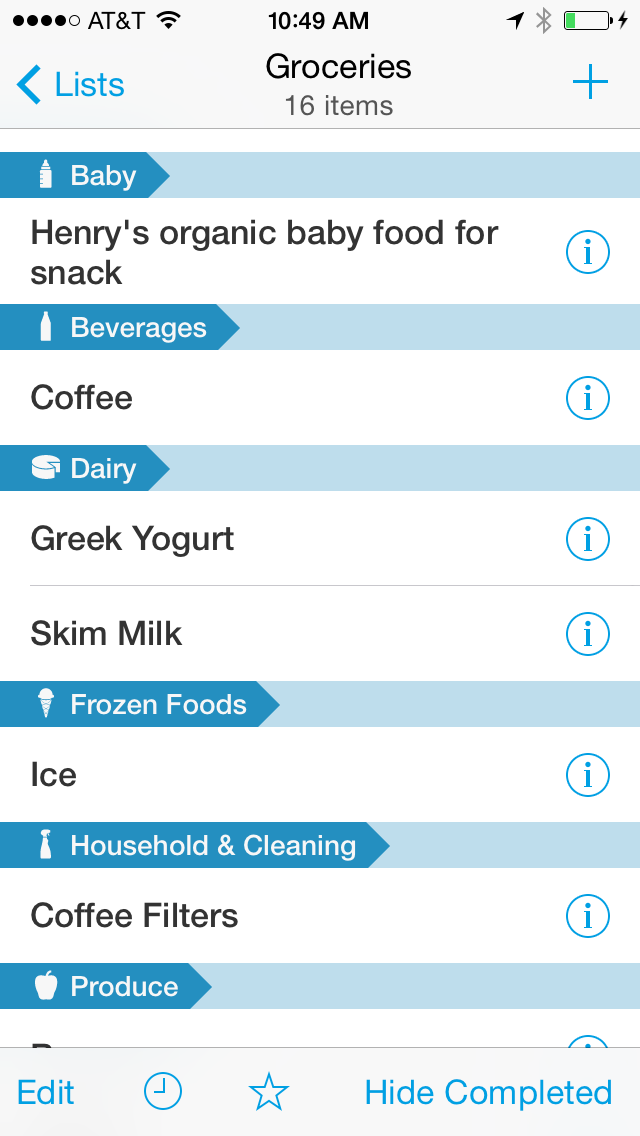 AT&T 10:49 AM
Lists Groceries
16 items
Baby
Henry's organic baby food for
snack
Beverages
Coffee
Dairy
Greek Yogurt
Skim Milk
Frozen Foods
Ice
Household & Cleaning
Coffee Filters
Produce
Edit Hide Completed